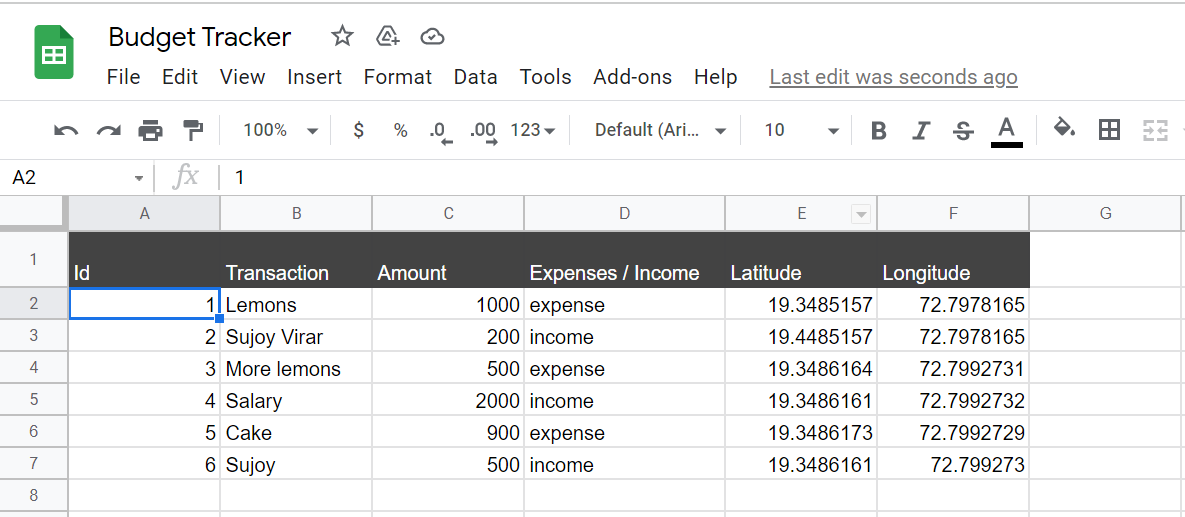 Budget Tracker
File Edit View Insert Format Data Tools Add-ons Help Last edit was seconds ago
100% $ % .0 .00 123 Default (Ari... 10 B I S A
A2 fx 1
A B C D E F G
1 Id Transaction Amount Expenses / Income Latitude Longitude
2 1 Lemons 1000 expense 19.3485157 72.7978165
3 2 Sujoy Virar 200 income 19.4485157 72.7978165
4 3 More lemons 500 expense 19.3486164 72.7992731
5 4 Salary 2000 income 19.3486161 72.7992732
6 5 Cake 900 expense 19.3486173 72.7992729
7 6 Sujoy 500 income 19.3486161 72.799273
8